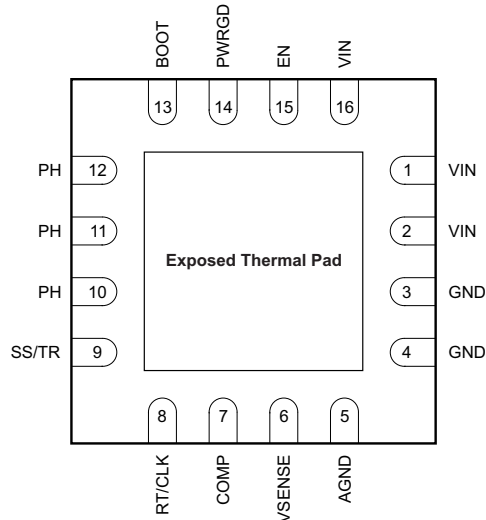 BOOT
PWRGD
EN
VIN
13
14
15
16
PH 12
1 VIN
PH 11
2 VIN
Exposed Thermal Pad
PH 10
3 GND
SS/TR 9
4 GND
8
7
6
5
RT/CLK
COMP
VSENSE
AGND